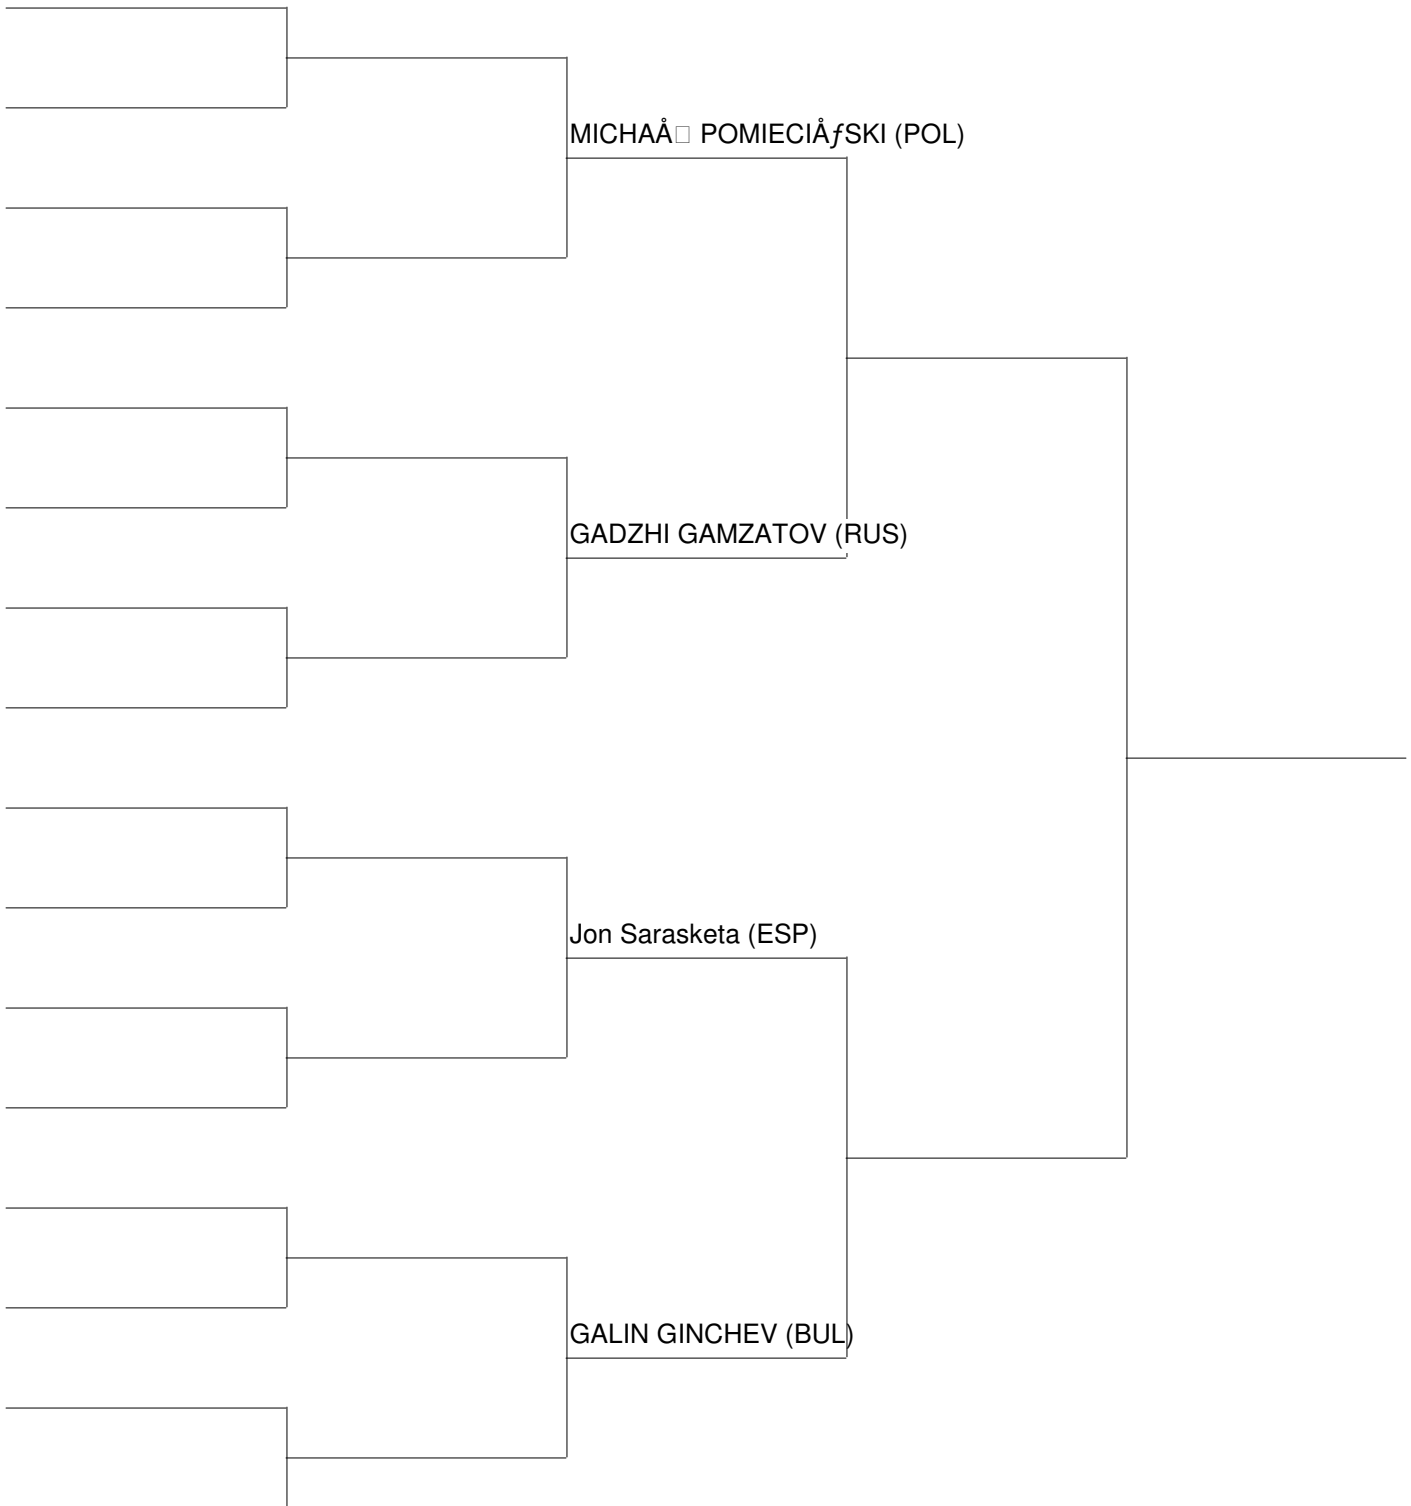 MICHAÅ□ POMIECIÅƒSKI (POL)
GADZHI GAMZATOV (RUS)
Jon Sarasketa (ESP)
GALIN GINCHEV (BUL)